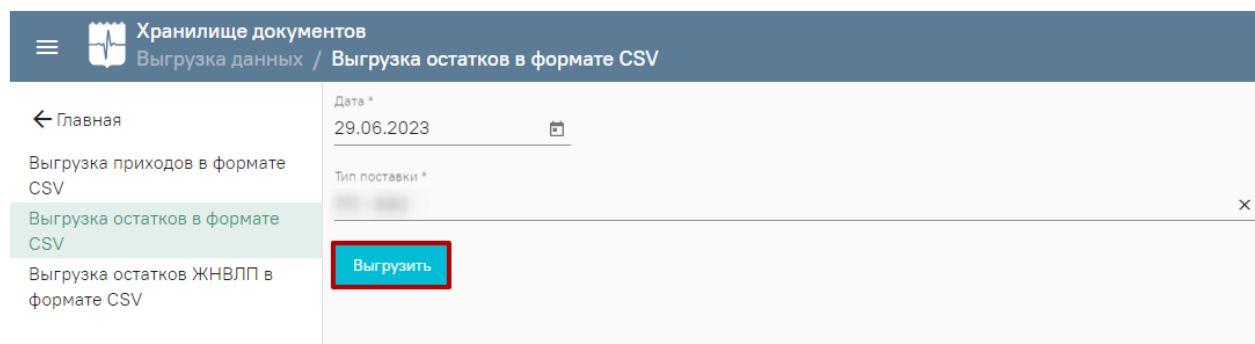 Хранилище документов
Выгрузка данных / Выгрузка остатков в формате CSV
Главная
Выгрузка приходов в формате
CSV
Выгрузка остатков в формате
CSV
Выгрузка остатков ЖНВЛП в
формате CSV
Дата *
29.06.2023
Тип поставки *
Выгрузить